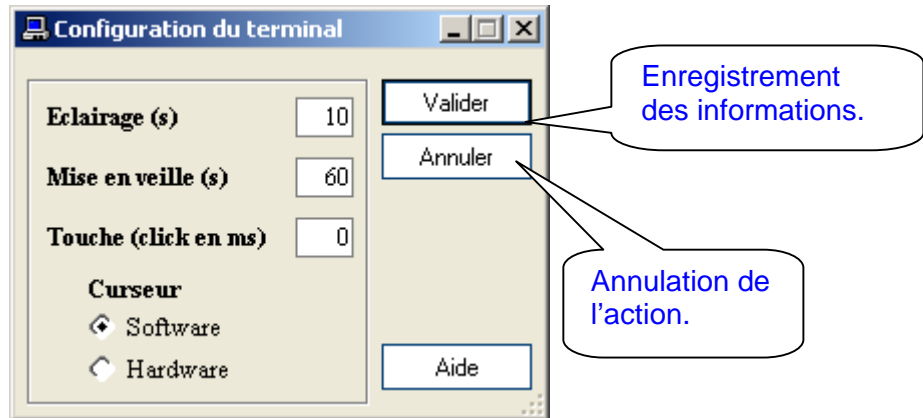 Configuration du terminal
Eclairage (s) 10
Mise en veille (s) 60
Touche (click en ms) 0
Curseur
Software
Hardware
Valider
Annuler
Aide
Enregistrement
des informations.
Annulation de
l’action.